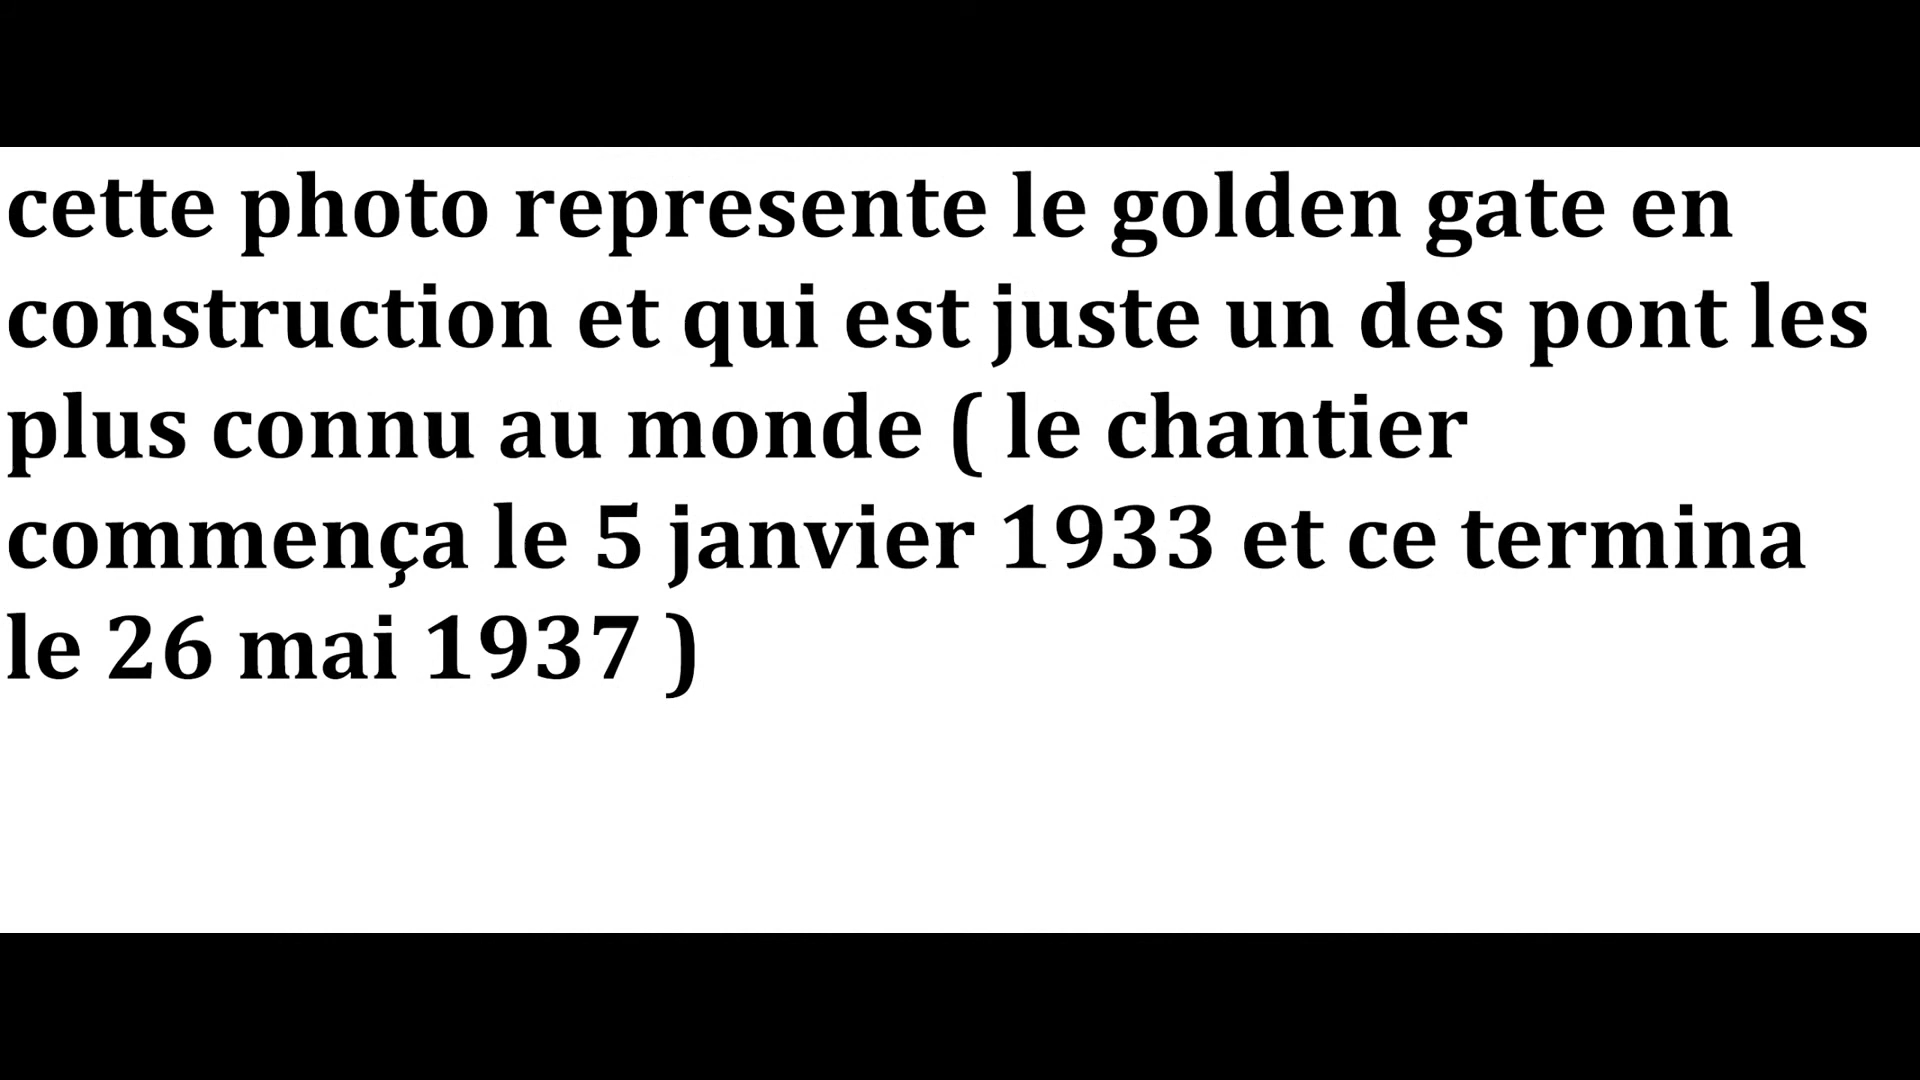 cette photo represente le golden gate en
construction et qui est juste un des pont les
plus connu au monde ( le chantier
commença le 5 janvier 1933 et ce termina
le 26 mai 1937 )